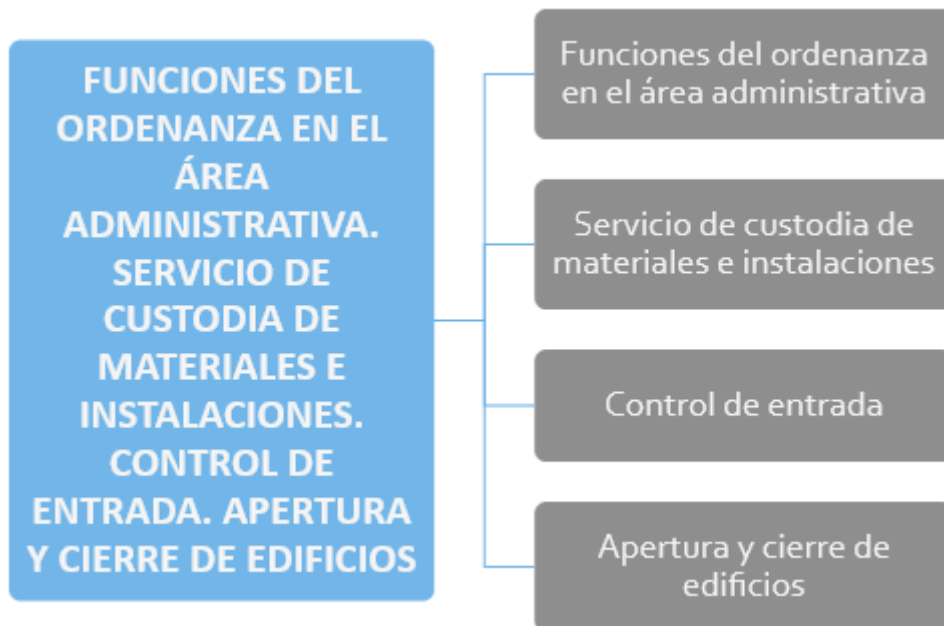 FUNCIONES DEL
ORDENANZA EN EL
ÁREA
ADMINISTRATIVA.
SERVICIO DE
CUSTODIA DE
MATERIALES E
INSTALACIONES.
CONTROL DE
ENTRADA. APERTURA
Y CIERRE DE EDIFICIOS
Funciones del ordenanza
en el área administrativa
Servicio de custodia de
materiales e instalaciones
Control de entrada
Apertura y cierre de
edificios